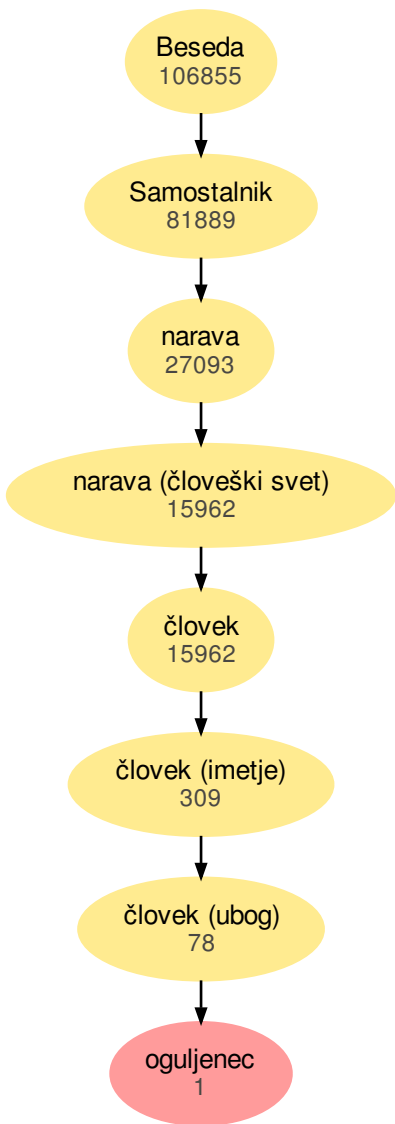 Beseda
106855
Samostalnik
81889
narava
27093
narava (človeški svet)
15962
človek
15962
človek (imetje)
309
človek (ubog)
78
oguljenec
1